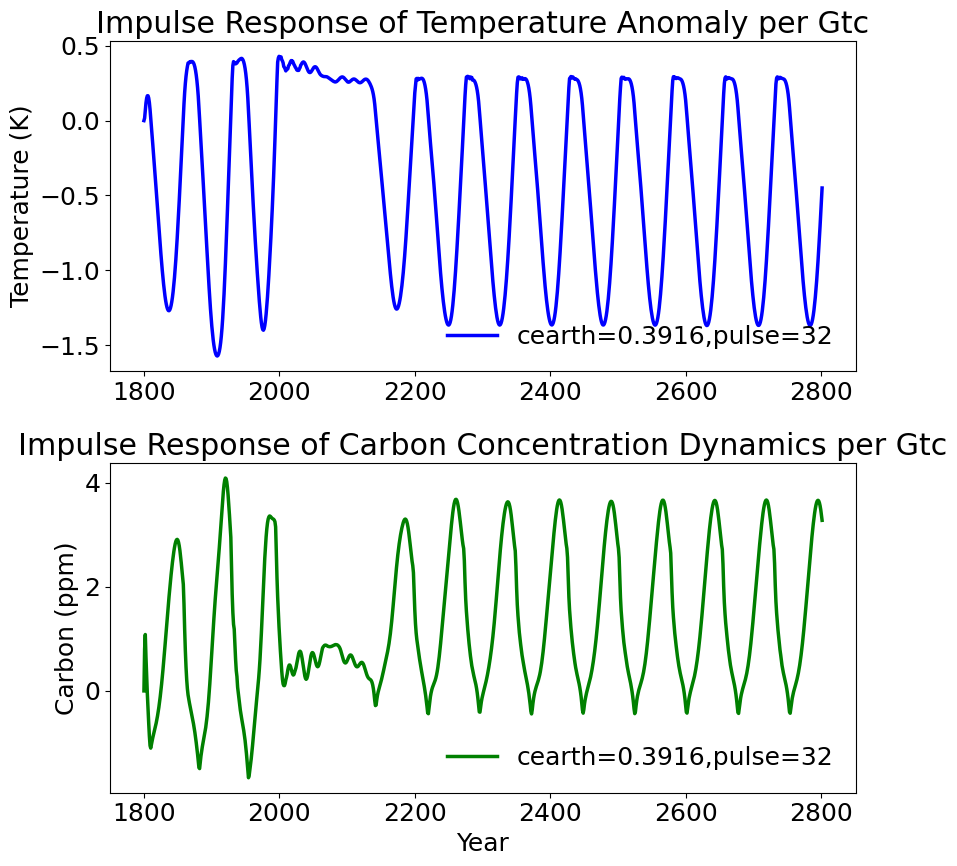 Impulse Response of Temperature Anomaly per Gtc
Temperature (K)
0.5
0.0
−0.5
−1.0
−1.5
cearth=0.3916,pulse=32
1800 2000 2200 2400 2600 2800
Impulse Response of Carbon Concentration Dynamics per Gtc
Carbon (ppm)
4
2
0
cearth=0.3916,pulse=32
1800 2000 2200 2400 2600 2800
Year